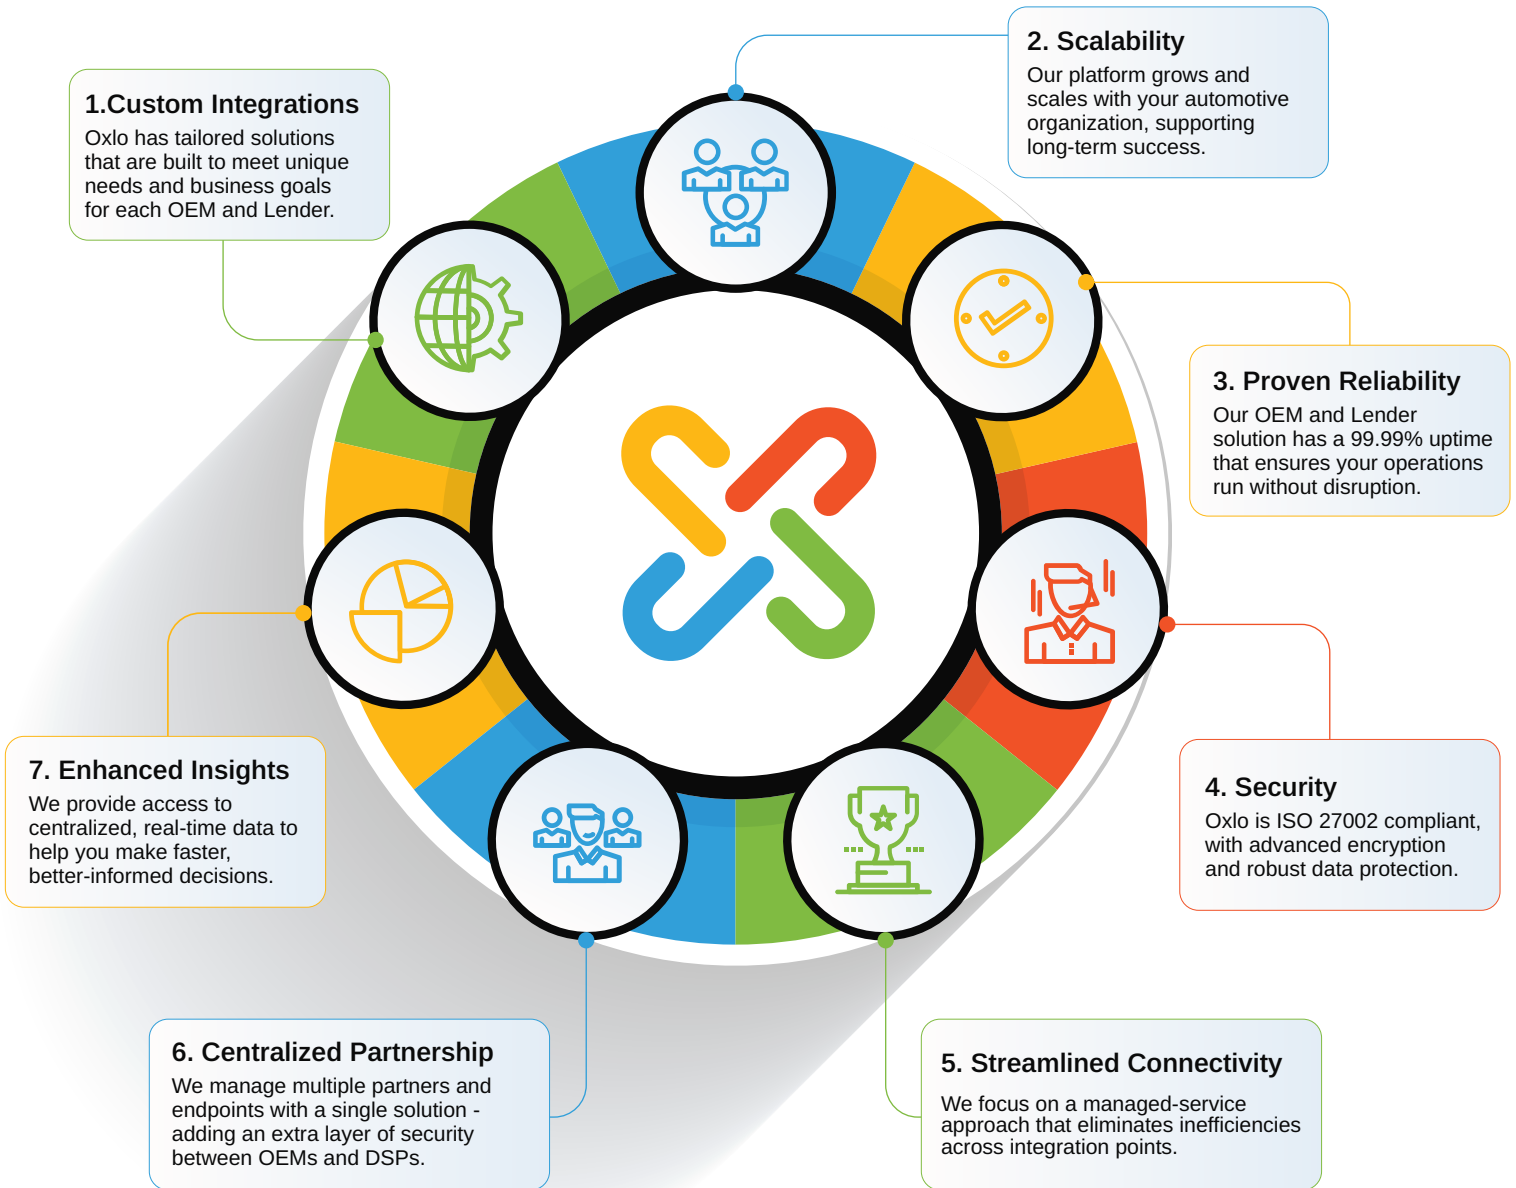 1.Custom Integrations
Oxlo has tailored solutions
that are built to meet unique
needs and business goals
for each OEM and Lender.
2. Scalability
Our platform grows and
scales with your automotive
organization, supporting
long-term success.
3. Proven Reliability
Our OEM and Lender
solution has a 99.99% uptime
that ensures your operations
run without disruption.
4. Security
Oxlo is ISO 27002 compliant,
with advanced encryption
and robust data protection.
5. Streamlined Connectivity
We focus on a managed-service
approach that eliminates inefficiencies
across integration points.
6. Centralized Partnership
We manage multiple partners and
endpoints with a single solution -
adding an extra layer of security
between OEMs and DSPs.
7. Enhanced Insights
We provide access to
centralized, real-time data to
help you make faster,
better-informed decisions.